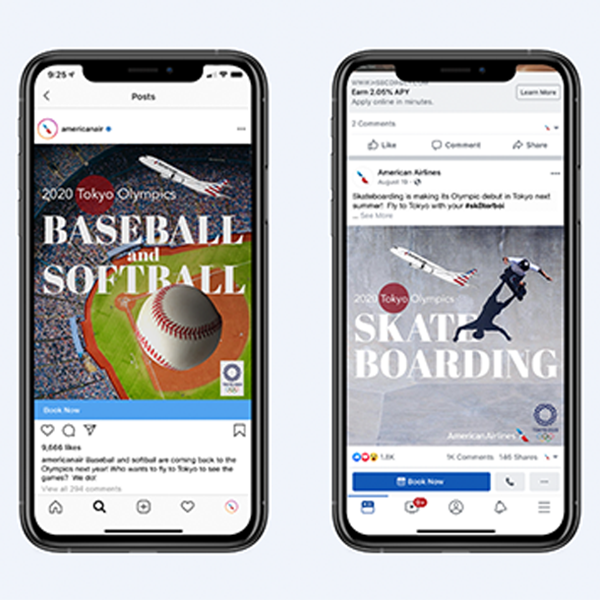 9:25
Posts
americanair
2020 Tokyo Olympics
BASEBALL
and
SOFTBALL
Book Now
9,666 likes
americanair Baseball and softball are coming back to the
Olympics next year! Who wants to fly to Tokyo to see the
games? We do!
View all 294 comments
Earn 2.05% APY
Apply online in minutes.
Learn More
2 Comments
Like
Comment
Share
American Airlines
August 19
Skateboarding is making its Olympic debut in Tokyo next
summer! Fly to Tokyo with your #sk8terboi
... See More
2020 Tokyo Olympics
SKATE
BOARDING
AmericanAirlines
1.8K
1K Comments
146 Shares
Book Now